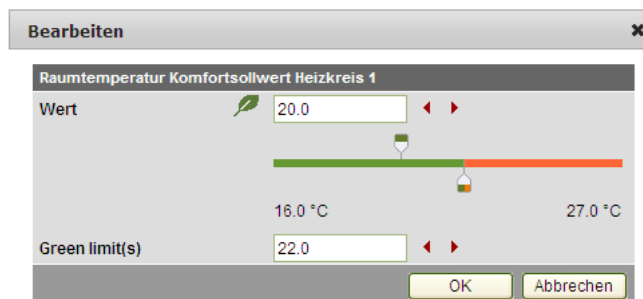 Bearbeiten
Raumtemperatur Komfortsollwert Heizkreis 1
Wert 20.0
16.0 °C 27.0 °C
Green limit(s) 22.0
OK Abbrechen